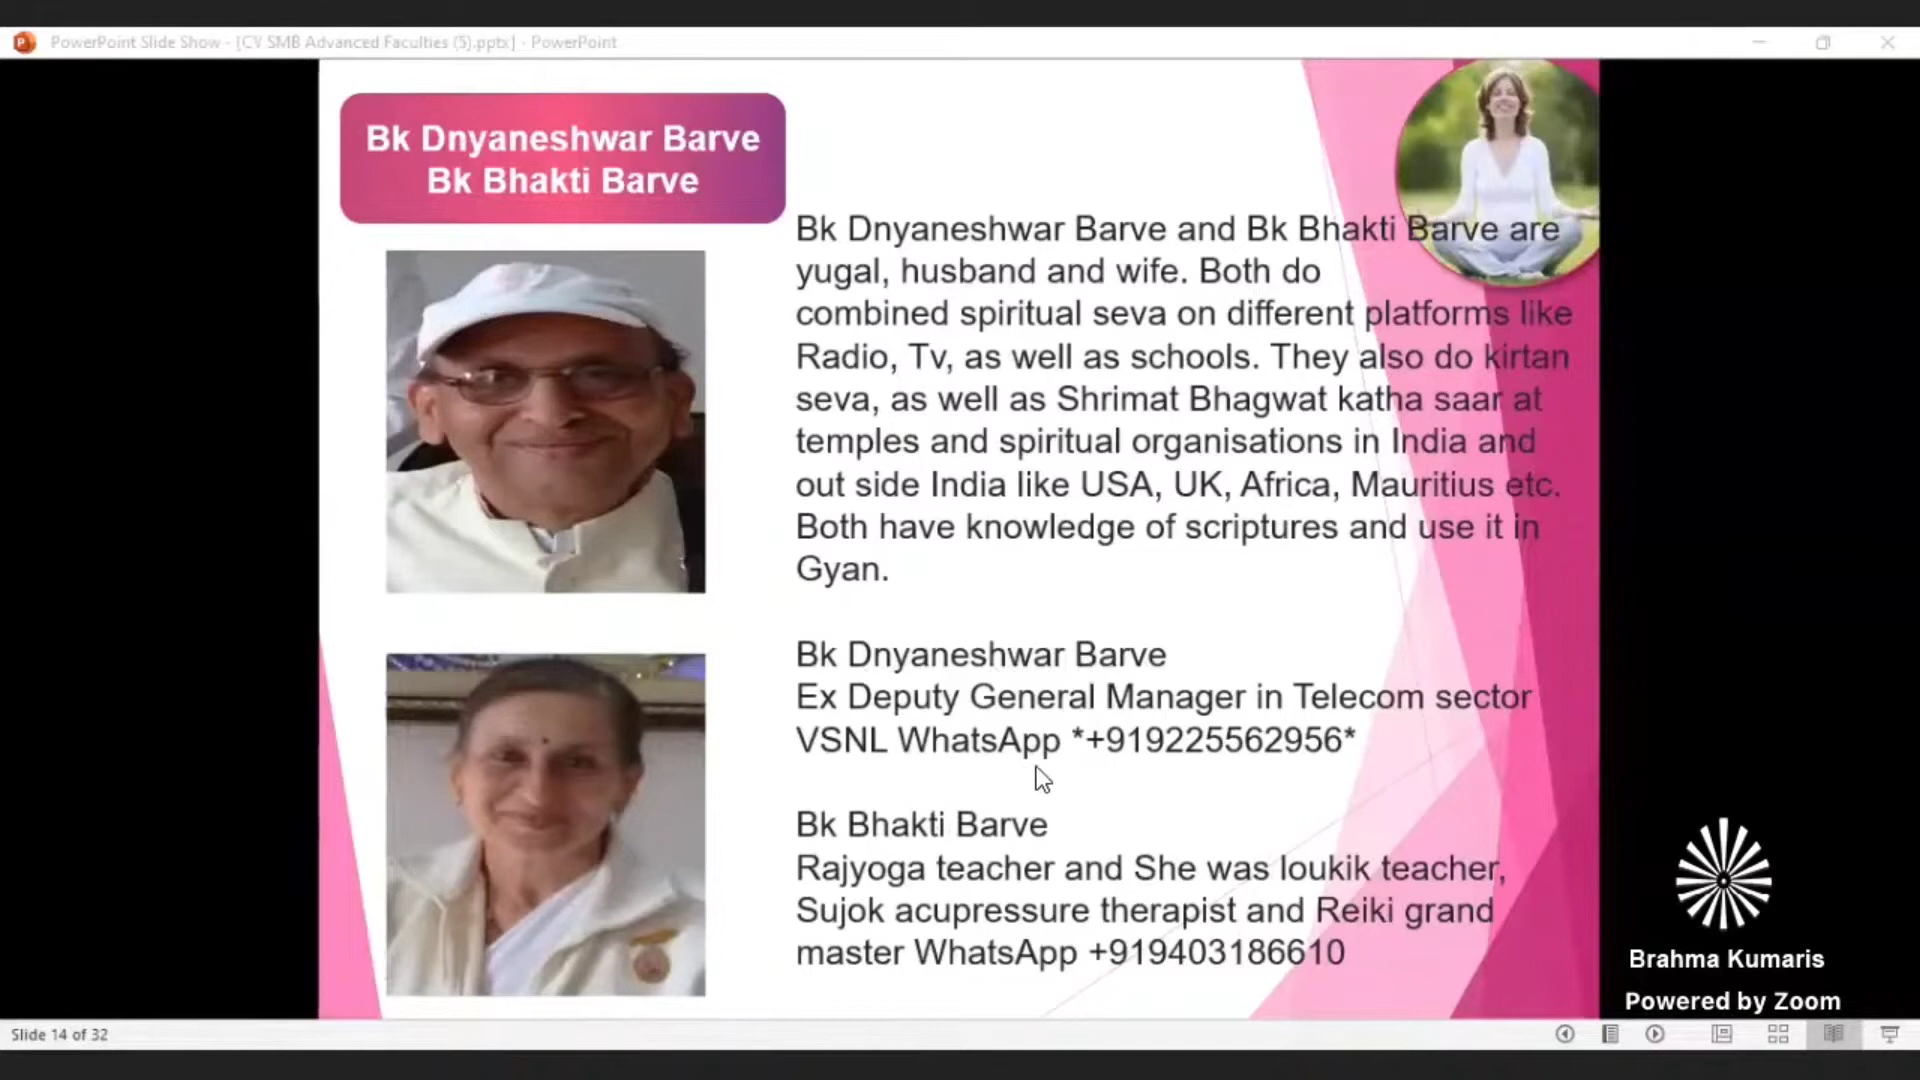 PowerPoint Slide Show - [CV SMB Advanced Faculties (5).pptx] - PowerPoint
Bk Dnyaneshwar Barve
Bk Bhakti Barve
Bk Dnyaneshwar Barve and Bk Bhakti Barve are
yugal, husband and wife. Both do
combined spiritual seva on different platforms like
Radio, Tv, as well as schools. They also do kirtan
seva, as well as Shrimat Bhagwat katha saar at
temples and spiritual organisations in India and
out side India like USA, UK, Africa, Mauritius etc.
Both have knowledge of scriptures and use it in
Gyan.
Bk Dnyaneshwar Barve
Ex Deputy General Manager in Telecom sector
VSNL WhatsApp *+919225562956*
Bk Bhakti Barve
Rajyoga teacher and She was loukik teacher,
Sujok acupressure therapist and Reiki grand
master WhatsApp +919403186610
Brahma Kumaris
Powered by Zoom
Slide 14 of 32